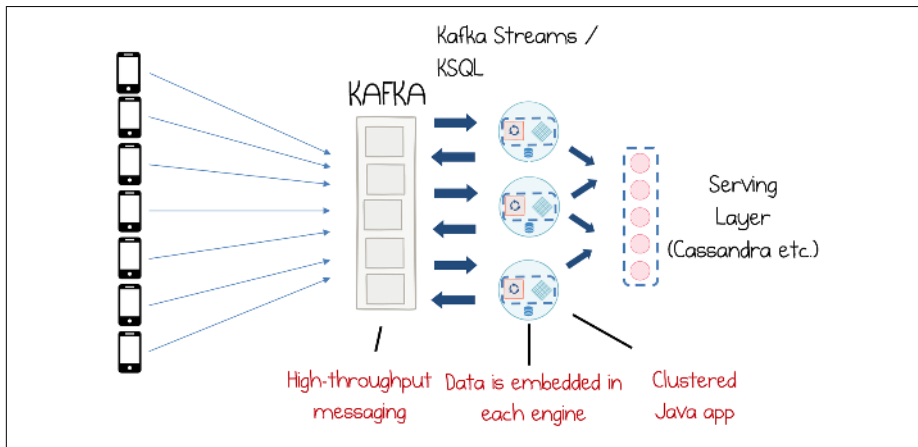 Kafka Streams /
KSQL
KAFKA
Serving
Layer
(Cassandra etc.)
High-throughput
messaging
Data is embedded in
each engine
Clustered
Java app